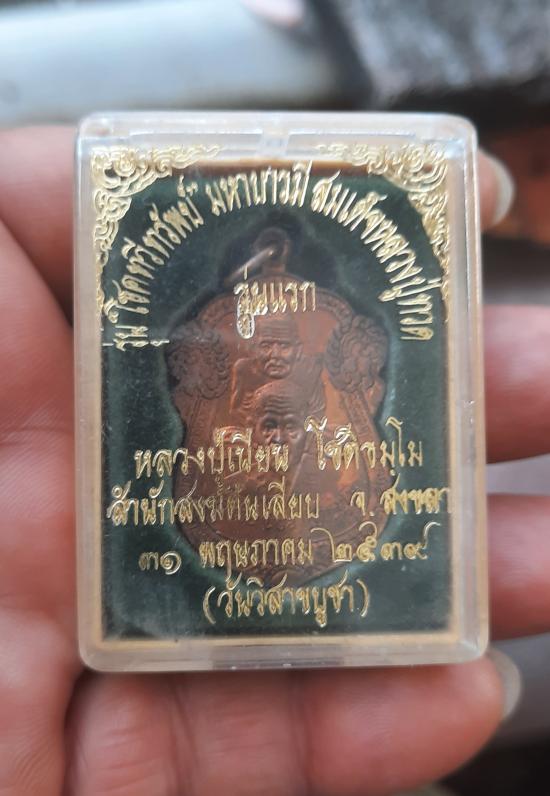 รุ่น "โชคทวีทรัพย์" มหาบารมี สมเด็จหลวงปู่ทวด
รุ่นแรก
หลวงปู่เนียน โชติธมฺโม
สำนักสงฆ์ต้นเลียบ จ.สงขลา
๓๑ พฤษภาคม ๒๕๓๙
(วันวิสาขบูชา)